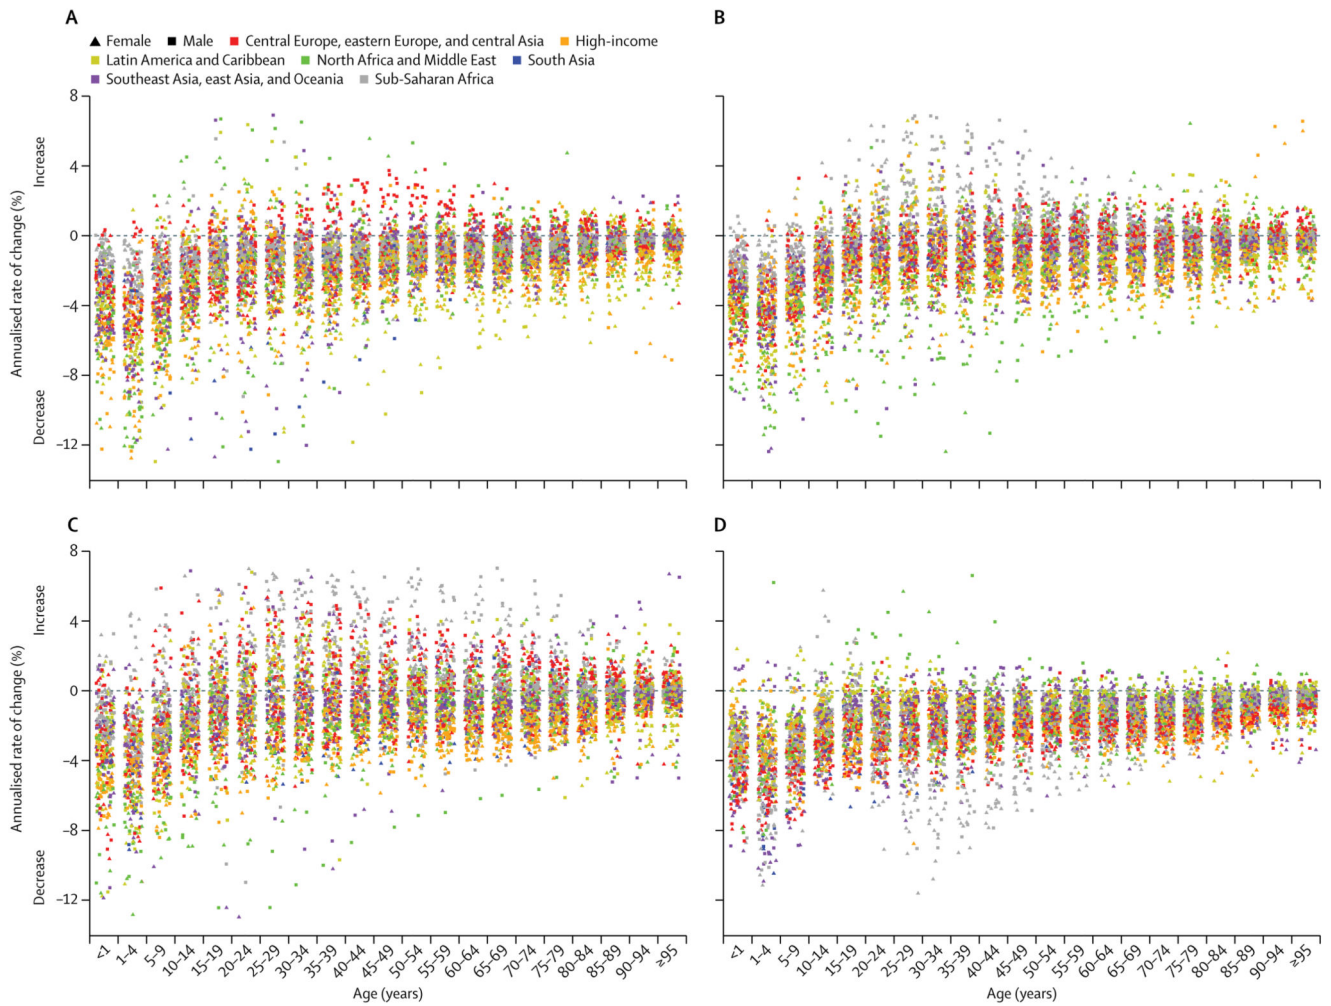 A
B
Female Male Central Europe, eastern Europe, and central Asia High-income
Latin America and Caribbean North Africa and Middle East South Asia
Southeast Asia, east Asia, and Oceania Sub-Saharan Africa
8
4
0
–4
–8
–12
Increase
Annualised rate of change (%)
Decrease
C
D
8
4
0
–4
–8
–12
Increase
Annualised rate of change (%)
Decrease
<1 1–4 5–9 10–14 15–19 20–24 25–29 30–34 35–39 40–44 45–49 50–54 55–59 60–64 65–69 70–74 75–79 80–84 85–89 90–94 ≥95
Age (years)
<1 1–4 5–9 10–14 15–19 20–24 25–29 30–34 35–39 40–44 45–49 50–54 55–59 60–64 65–69 70–74 75–79 80–84 85–89 90–94 ≥95
Age (years)